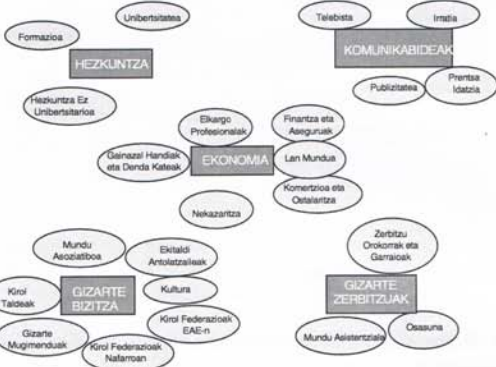 Unibertsitatea
Formazioa
HEZKUNTZA
Hezkuntza Ez
Unibertsitarioa
Telebista
Irratia
KOMUNIKABIDEAK
Publizitatea
Prentsa
Idatzia
Elkargo
Profesionalak
Finantza eta
Aseguruak
Gainazal Handiak
eta Denda Kateak
EKONOMIA
Lan Mundua
Komertzioa eta
Ostalaritza
Nekazaritza
Mundu
Asoziatiboa
Ekitaldi
Antolatzaileak
Kirol
Taldeak
GIZARTE
BIZITZA
Kultura
Kirol Federazioak
EAE-n
Gizarte
Mugimenduak
Kirol Federazioak
Nafarroan
Zerbitzu
Orokorrak eta
Garraioak
GIZARTE
ZERBITZUAK
Mundu Asistentziala
Osasuna